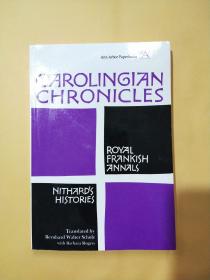 Ann Arbor Paperbacks
CAROLINGIAN
CHRONICLES
ROYAL
FRANKISH
ANNALS
NITHARD'S
HISTORIES
Translated by
Bernhard Walter Scholz
with Barbara Rogers